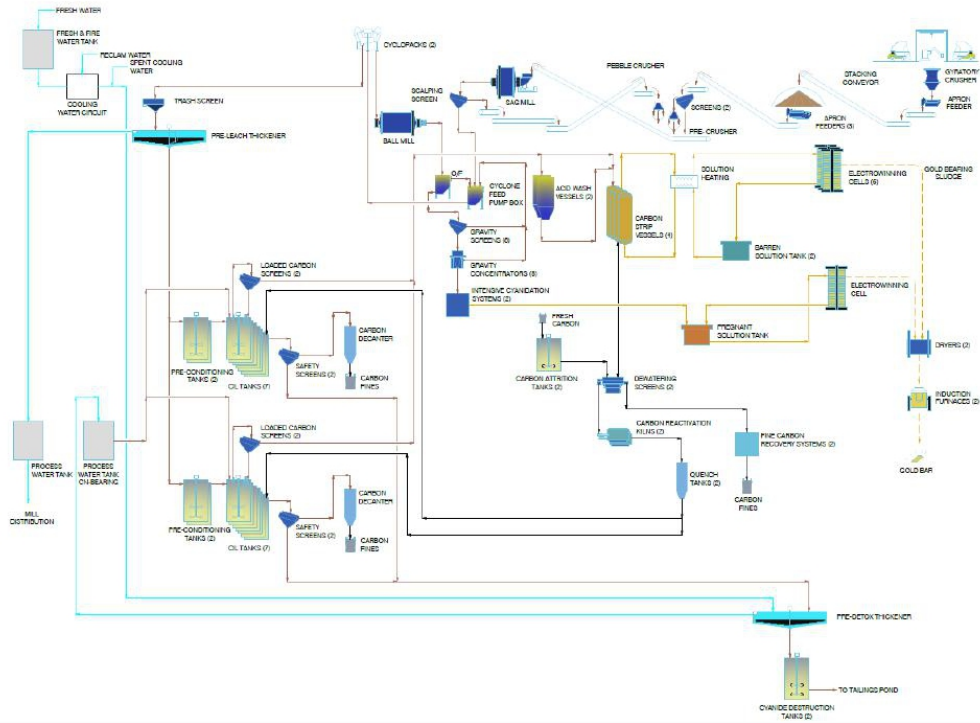 FRESH WATER
FRESH & FIRE
WATER TANK
RECLAIM WATER
SPENT COOLING
WATER
COOLING
WATER CIRCUIT
TRASH SCREEN
PRE-LEACH THICKENER
CYCLOPACKS (2)
BALL MILL
SCALPING
SCREEN
SAG MILL
PEBBLE CRUSHER
SCREENS (2)
PRE- CRUSHER
STACKING
CONVEYOR
APRON
FEEDERS (3)
GYRATORY
CRUSHER
APRON
FEEDER
O/F
CYCLONE
FEED
PUMP BOX
ACID WASH
VESSELS (2)
CARBON
STRIP
VESSELS (4)
SOLUTION
HEATING
ELECTROWINNING
CELLS (6)
GOLD BEARING
SLUDGE
GRAVITY
SCREENS (6)
GRAVITY
CONCENTRATORS (8)
BARREN
SOLUTION TANK (2)
INTENSIVE CYANIDATION
SYSTEMS (2)
ELECTROWINNING
CELL
PREGNANT
SOLUTION TANK
DRYERS (2)
INDUCTION
FURNACES (2)
GOLD BAR
LOADED CARBON
SCREENS (2)
PRE-CONDITIONING
TANKS (2)
CIL TANKS (7)
SAFETY
SCREENS (2)
CARBON
DECANTER
CARBON
FINES
FRESH
CARBON
CARBON ATTRITION
TANKS (2)
DEWATERING
SCREENS (2)
CARBON REACTIVATION
KILNS (2)
FINE CARBON
RECOVERY SYSTEMS (2)
QUENCH
TANKS (2)
CARBON
FINES
PROCESS
WATER TANK
PROCESS
WATER TANK
CN-BEARING
MILL
DISTRIBUTION
LOADED CARBON
SCREENS (2)
PRE-CONDITIONING
TANKS (2)
CIL TANKS (7)
SAFETY
SCREENS (2)
CARBON
DECANTER
CARBON
FINES
PRE-DETOX THICKENER
TO TAILINGS POND
CYANIDE DESTRUCTION
TANKS (2)